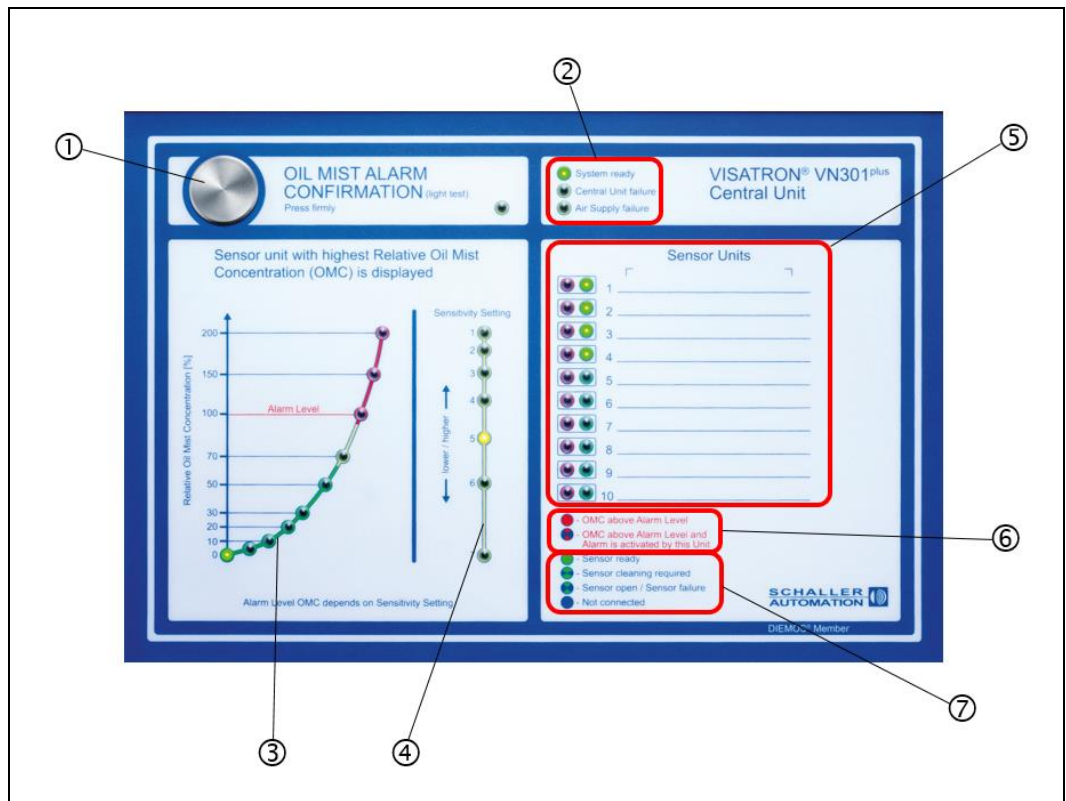 ①
②
⑤
OIL MIST ALARM
CONFIRMATION (light test)
Press firmly
System ready
Central Unit failure
Air Supply failure
VISATRON® VN301plus
Central Unit
Sensor unit with highest Relative Oil Mist
Concentration (OMC) is displayed
Relative Oil Mist Concentration [%]
200
150
100
70
50
30
20
10
0
Alarm Level
Sensitivity Setting
1
2
3
4
5
6
7
lower / higher
Alarm Level OMC depends on Sensitivity Setting
Sensor Units
1
2
3
4
5
6
7
8
9
10
- OMC above Alarm Level
- OMC above Alarm Level and
Alarm is activated by this Unit
- Sensor ready
- Sensor cleaning required
- Sensor open / Sensor failure
- Not connected
SCHALLER
AUTOMATION
DIEMOS® Member
⑥
⑦
③
④